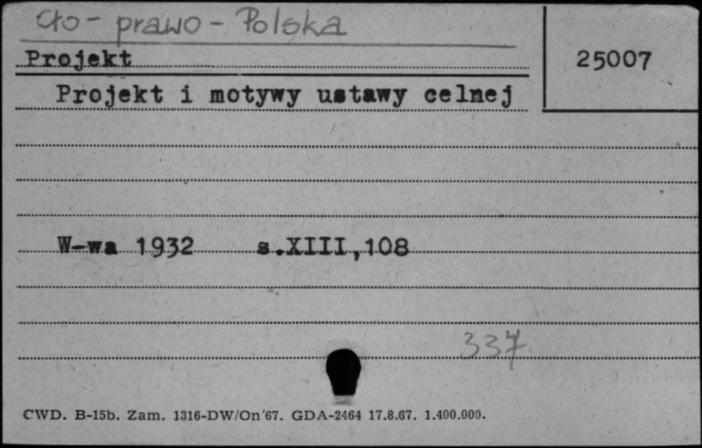 cło - prawo - Polska
Projekt
25007
Projekt i motywy ustawy celnej
W-wa 1932 s.XIII,108
337
CWD. B-15b. Zam. 1316-DW/On'67. GDA-2464 17.8.67. 1.400.000.